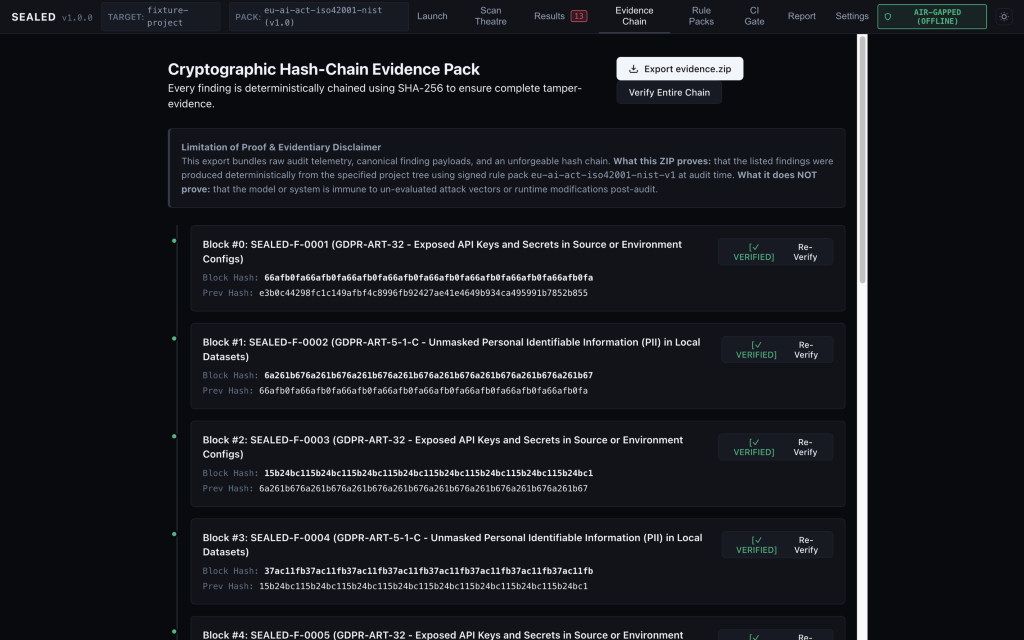 SEALED v1.0.0
TARGET: fixture-
project
PACK: eu-ai-act-iso42001-nist
(v1.0)
Launch
Scan
Theatre
Results 13
Evidence
Chain
Rule
Packs
CI
Gate
Report
Settings
AIR-GAPPED
(OFFLINE)
Cryptographic Hash-Chain Evidence Pack
Every finding is deterministically chained using SHA-256 to ensure complete tamper-
evidence.
Export evidence.zip
Verify Entire Chain
Limitation of Proof & Evidentiary Disclaimer
This export bundles raw audit telemetry, canonical finding payloads, and an unforgeable hash chain. What this ZIP proves: that the listed findings were
produced deterministically from the specified project tree using signed rule pack eu-ai-act-iso42001-nist-v1 at audit time. What it does NOT
prove: that the model or system is immune to un-evaluated attack vectors or runtime modifications post-audit.
Block #0: SEALED-F-0001 (GDPR-ART-32 - Exposed API Keys and Secrets in Source or Environment
Configs)
[✓
VERIFIED]
Re-
Verify
Block Hash: 66afb0fa66afb0fa66afb0fa66afb0fa66afb0fa66afb0fa66afb0fa66afb0fa
Prev Hash: e3b0c44298fc1c149afbf4c8996fb92427ae41e4649b934ca495991b7852b855
Block #1: SEALED-F-0002 (GDPR-ART-5-1-C - Unmasked Personal Identifiable Information (PII) in Local
Datasets)
[✓
VERIFIED]
Re-
Verify
Block Hash: 6a261b676a261b676a261b676a261b676a261b676a261b676a261b676a261b67
Prev Hash: 66afb0fa66afb0fa66afb0fa66afb0fa66afb0fa66afb0fa66afb0fa66afb0fa
Block #2: SEALED-F-0003 (GDPR-ART-32 - Exposed API Keys and Secrets in Source or Environment
Configs)
[✓
VERIFIED]
Re-
Verify
Block Hash: 15b24bc115b24bc115b24bc115b24bc115b24bc115b24bc115b24bc115b24bc1
Prev Hash: 6a261b676a261b676a261b676a261b676a261b676a261b676a261b676a261b67
Block #3: SEALED-F-0004 (GDPR-ART-5-1-C - Unmasked Personal Identifiable Information (PII) in Local
Datasets)
[✓
VERIFIED]
Re-
Verify
Block Hash: 37ac11fb37ac11fb37ac11fb37ac11fb37ac11fb37ac11fb37ac11fb37ac11fb
Prev Hash: 15b24bc115b24bc115b24bc115b24bc115b24bc115b24bc115b24bc115b24bc1
Block #4: SEALED-F-0005 (GDPR-ART-32 - Exposed API Keys and Secrets in Source or Environment
[✓
Re-